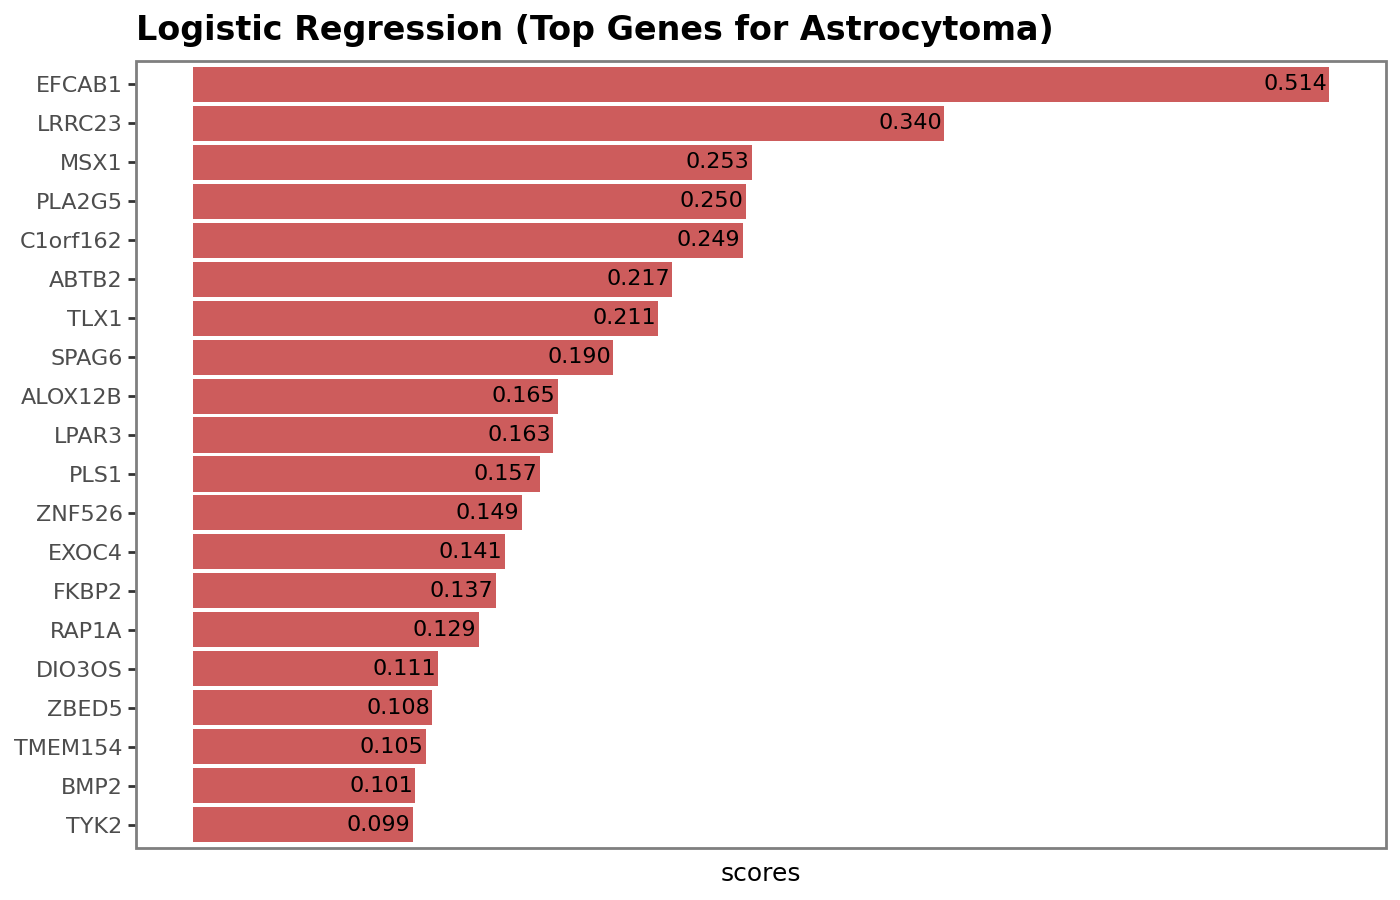 Logistic Regression (Top Genes for Astrocytoma)
EFCAB1 0.514
LRRC23 0.340
MSX1 0.253
PLA2G5 0.250
C1orf162 0.249
ABTB2 0.217
TLX1 0.211
SPAG6 0.190
ALOX12B 0.165
LPAR3 0.163
PLS1 0.157
ZNF526 0.149
EXOC4 0.141
FKBP2 0.137
RAP1A 0.129
DIO3OS 0.111
ZBED5 0.108
TMEM154 0.105
BMP2 0.101
TYK2 0.099
scores